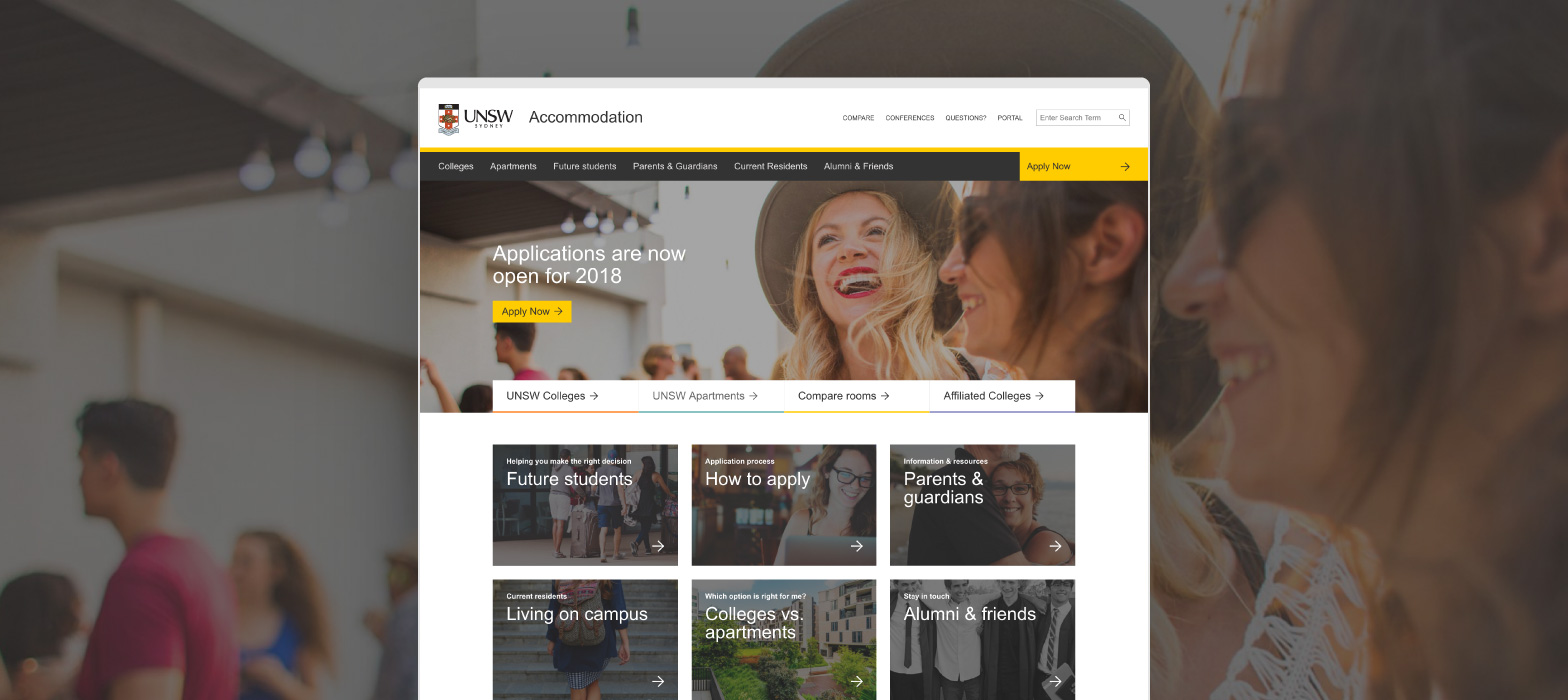 UNSW
SYDNEY
Accommodation
COMPARE CONFERENCES QUESTIONS? PORTAL Enter Search Term
Colleges Apartments Future students Parents & Guardians Current Residents Alumni & Friends Apply Now
Applications are now
open for 2018
Apply Now
UNSW Colleges UNSW Apartments Compare rooms Affiliated Colleges
Helping you make the right decision
Future students
Application process
How to apply
Information & resources
Parents &
guardians
Current residents
Living on campus
Which option is right for me?
Colleges vs.
apartments
Stay in touch
Alumni & friends